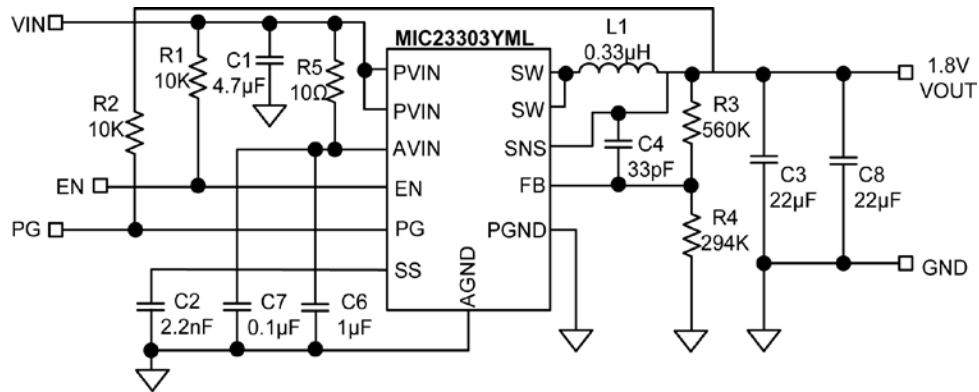 VIN
MIC23303YML
L1
0.33µH
R1
10K
C1
4.7µF
R5
10Ω
PVIN
SW
1.8V
VOUT
R2
10K
PVIN
SW
R3
560K
AVIN
SNS
C4
33pF
C3
22µF
C8
22µF
EN
EN
FB
PG
PG
PGND
R4
294K
SS
AGND
GND
C2
2.2nF
C7
0.1µF
C6
1µF